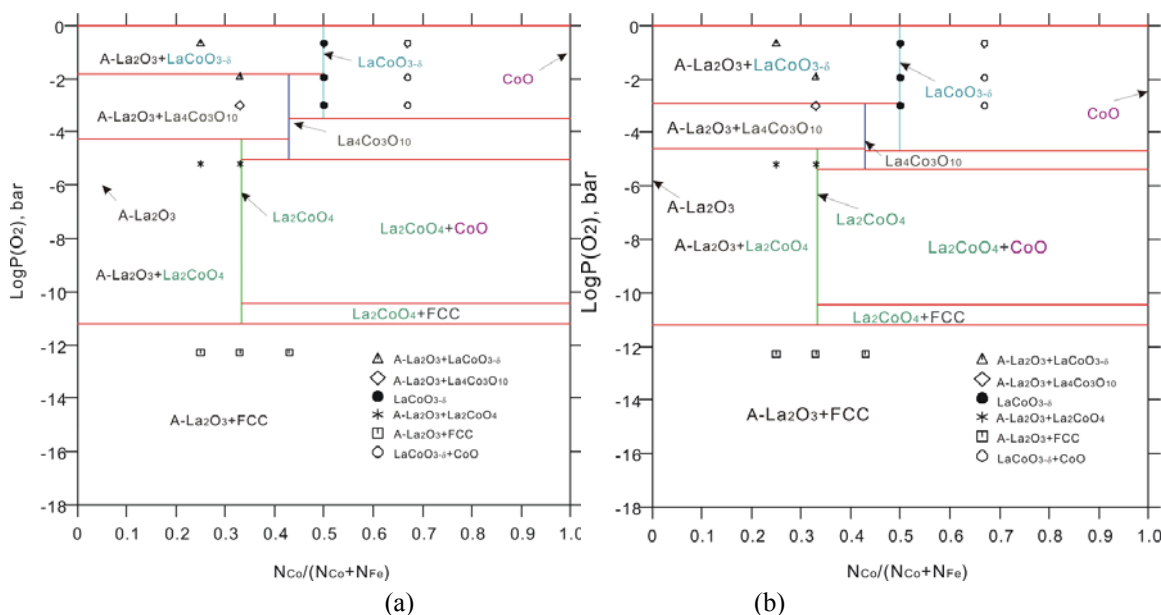 0
-2
-4
-6
-8
-10
-12
-14
-16
-18
LogP(O2), bar
A-La2O3+LaCoO3-δ
LaCoO3-δ
CoO
A-La2O3+La4Co3O10
La4Co3O10
A-La2O3
La2CoO4
La2CoO4+CoO
A-La2O3+La2CoO4
La2CoO4+FCC
A-La2O3+LaCoO3-δ
A-La2O3+La4Co3O10
LaCoO3-δ
A-La2O3+La2CoO4
A-La2O3+FCC
LaCoO3-δ+CoO
A-La2O3+FCC
0 0.1 0.2 0.3 0.4 0.5 0.6 0.7 0.8 0.9 1.0
NCo/(NCo+NFe)
(a)
0
-2
-4
-6
-8
-10
-12
-14
-16
-18
LogP(O2), bar
A-La2O3+LaCoO3-δ
LaCoO3-δ
CoO
A-La2O3+La4Co3O10
La4Co3O10
A-La2O3
La2CoO4
A-La2O3+La2CoO4
La2CoO4+CoO
La2CoO4+FCC
A-La2O3+LaCoO3-δ
A-La2O3+La4Co3O10
LaCoO3-δ
A-La2O3+La2CoO4
A-La2O3+FCC
LaCoO3-δ+CoO
A-La2O3+FCC
0 0.1 0.2 0.3 0.4 0.5 0.6 0.7 0.8 0.9 1.0
NCo/(NCo+NFe)
(b)